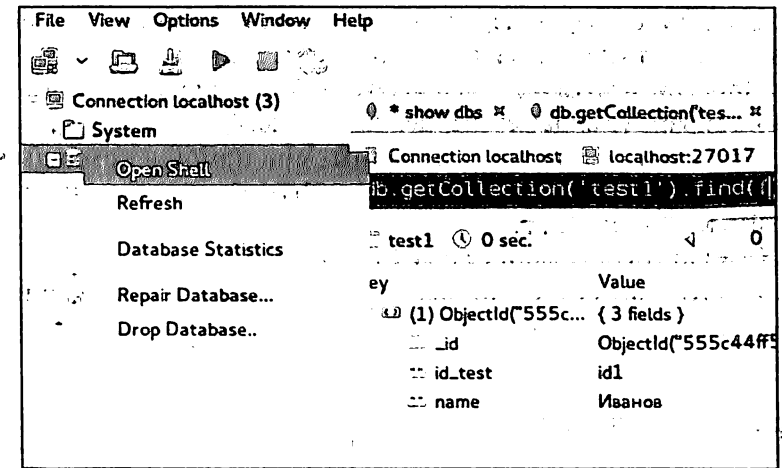 File View Options Window Help
Connection localhost (3)
System
Open Shell
Refresh
Database Statistics
Repair Database...
Drop Database..
* show dbs db.getCollection('tes...
Connection localhost localhost:27017
db.getCollection('test1').find(
test1 0 sec. 0
ey Value
(1) ObjectId("555c... { 3 fields }
_id ObjectId("555c44ff5
id_test id1
name Иванов